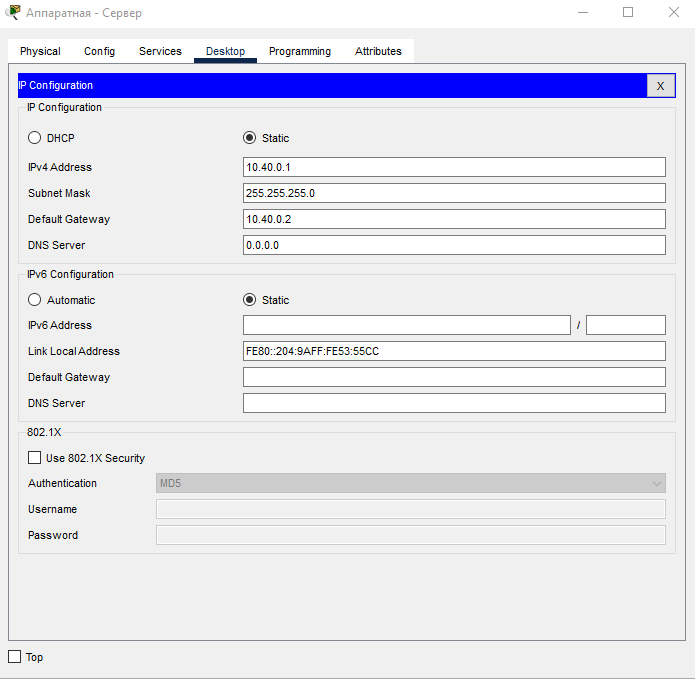 Аппаратная - Сервер
Physical Config Services Desktop Programming Attributes
IP Configuration X
IP Configuration
DHCP Static
IPv4 Address 10.40.0.1
Subnet Mask 255.255.255.0
Default Gateway 10.40.0.2
DNS Server 0.0.0.0
IPv6 Configuration
Automatic Static
IPv6 Address /
Link Local Address FE80::204:9AFF:FE53:55CC
Default Gateway
DNS Server
802.1X
Use 802.1X Security
Authentication MD5
Username
Password
Top